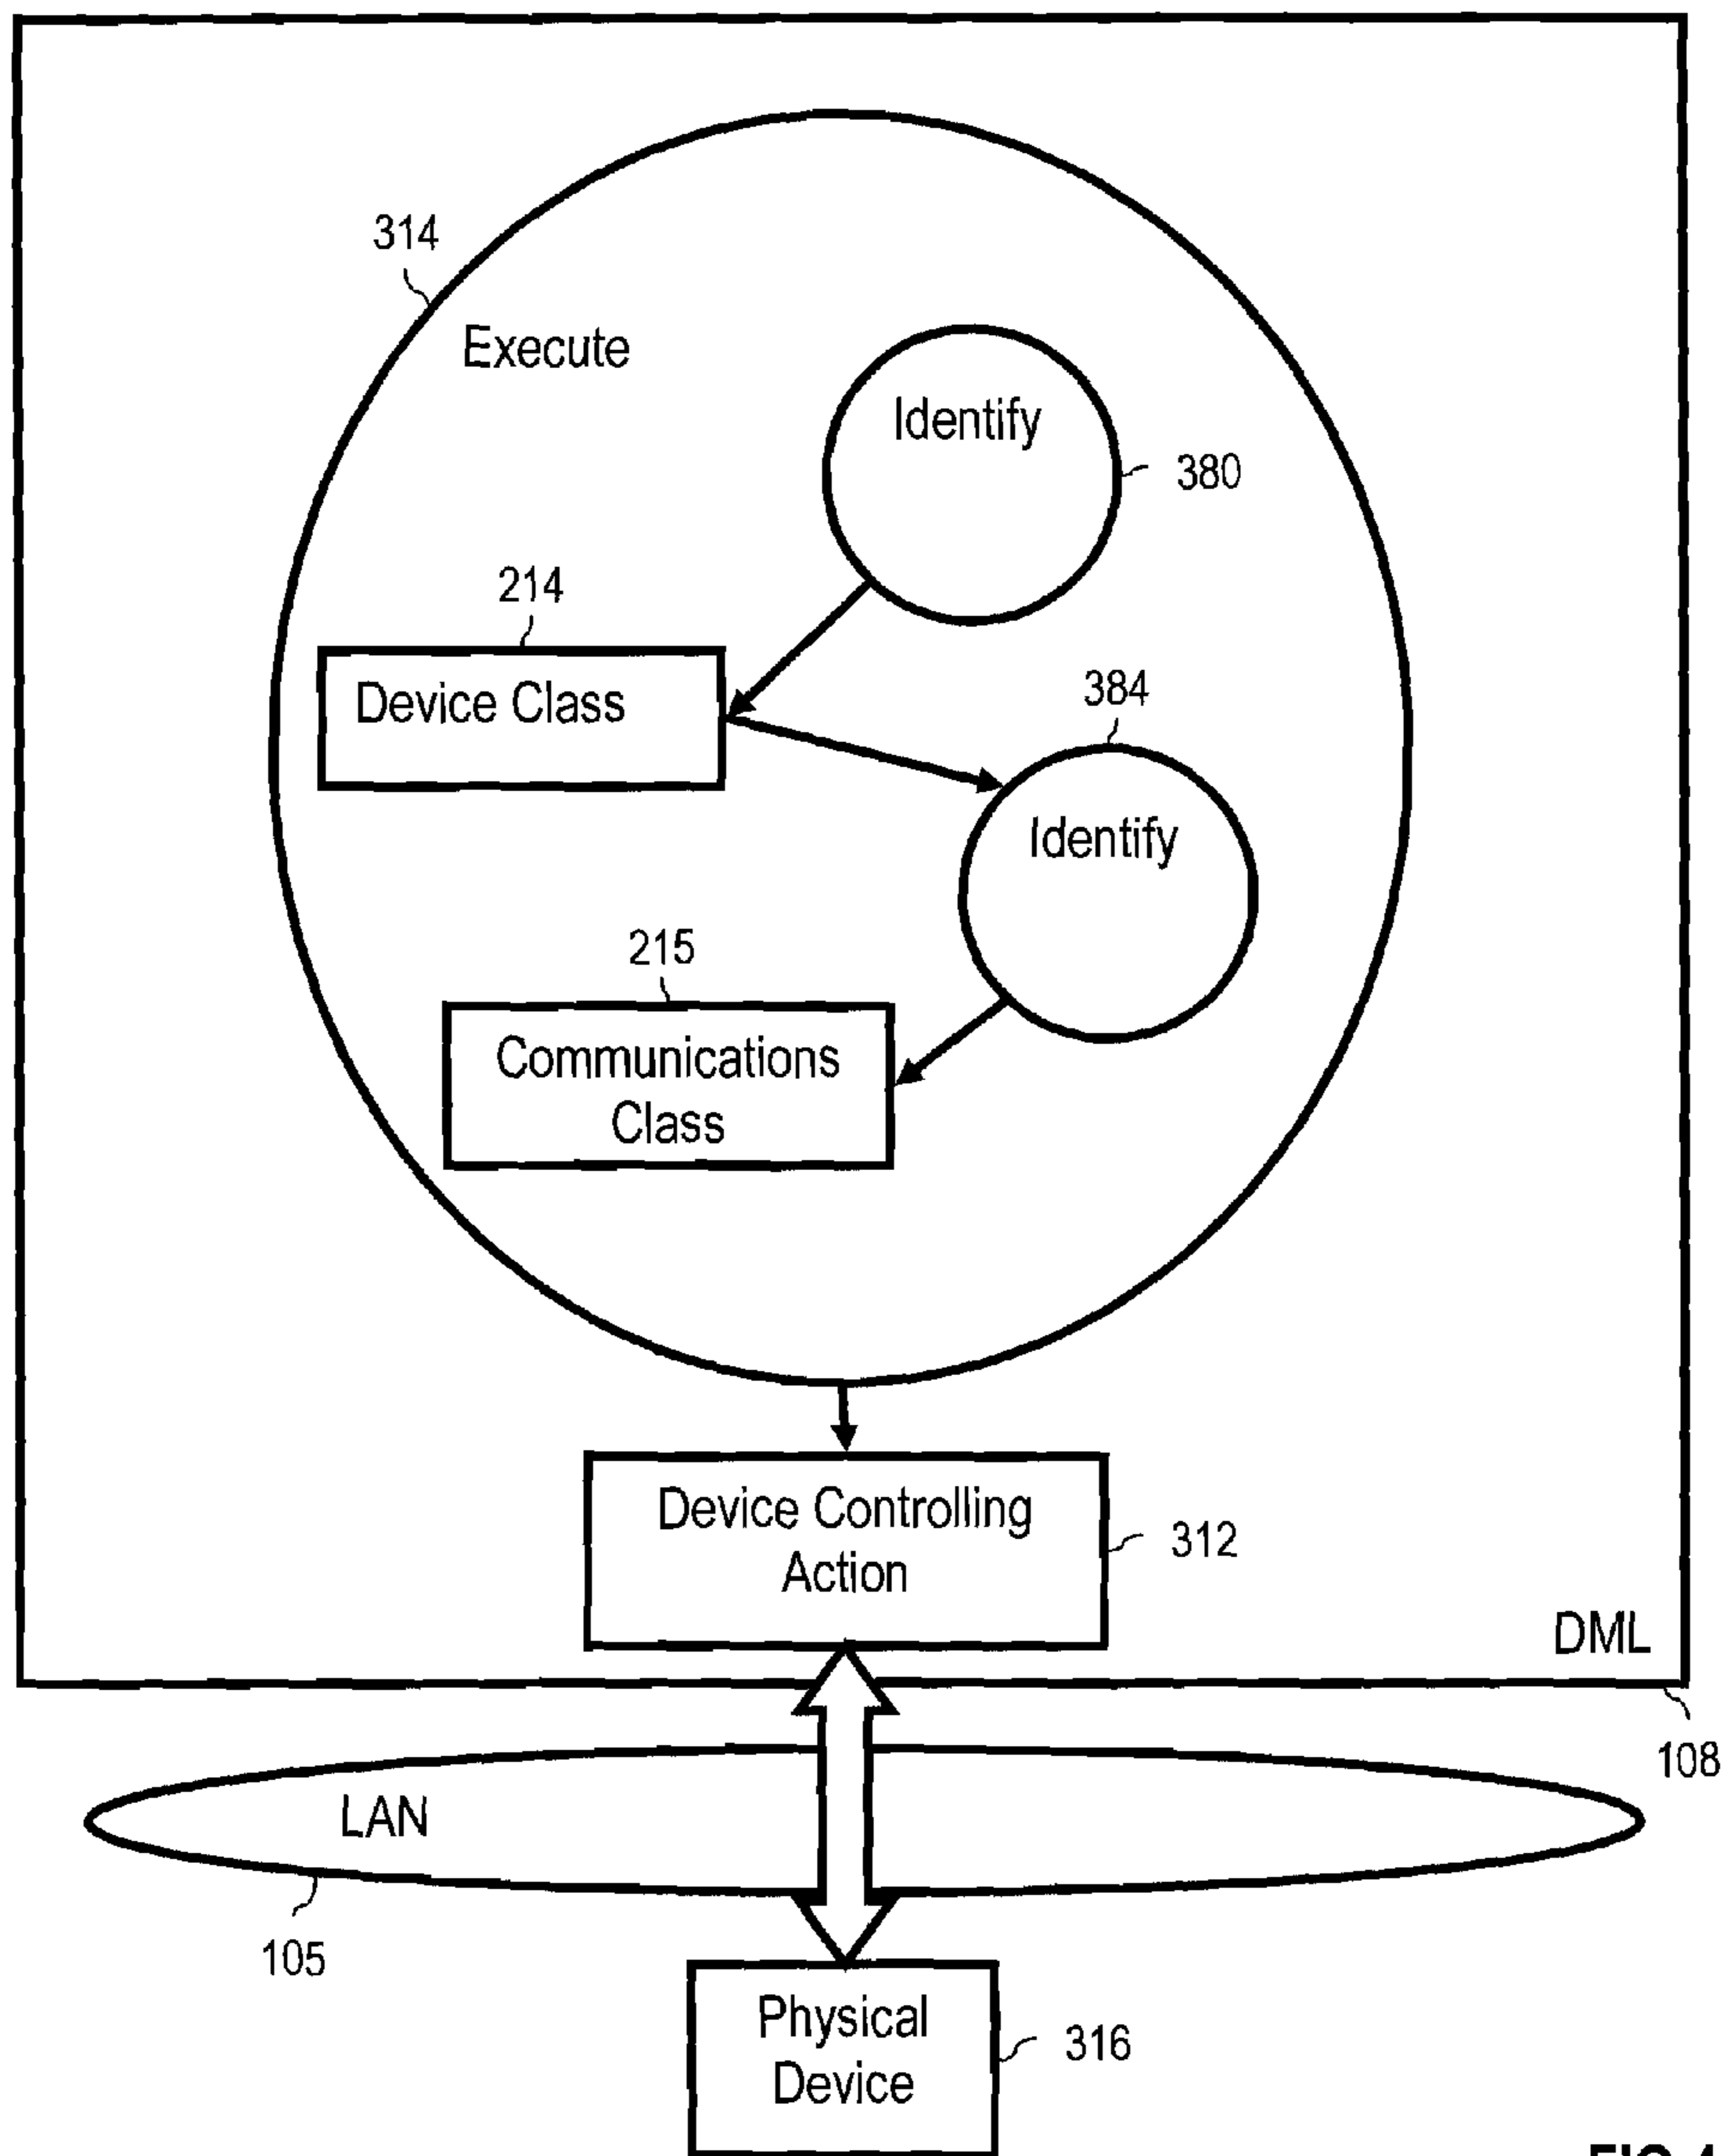 314
Execute
Identify
380
214
Device Class
384
Identify
215
Communications
Class
Device Controlling
Action
312
DML
108
LAN
105
Physical
Device
316